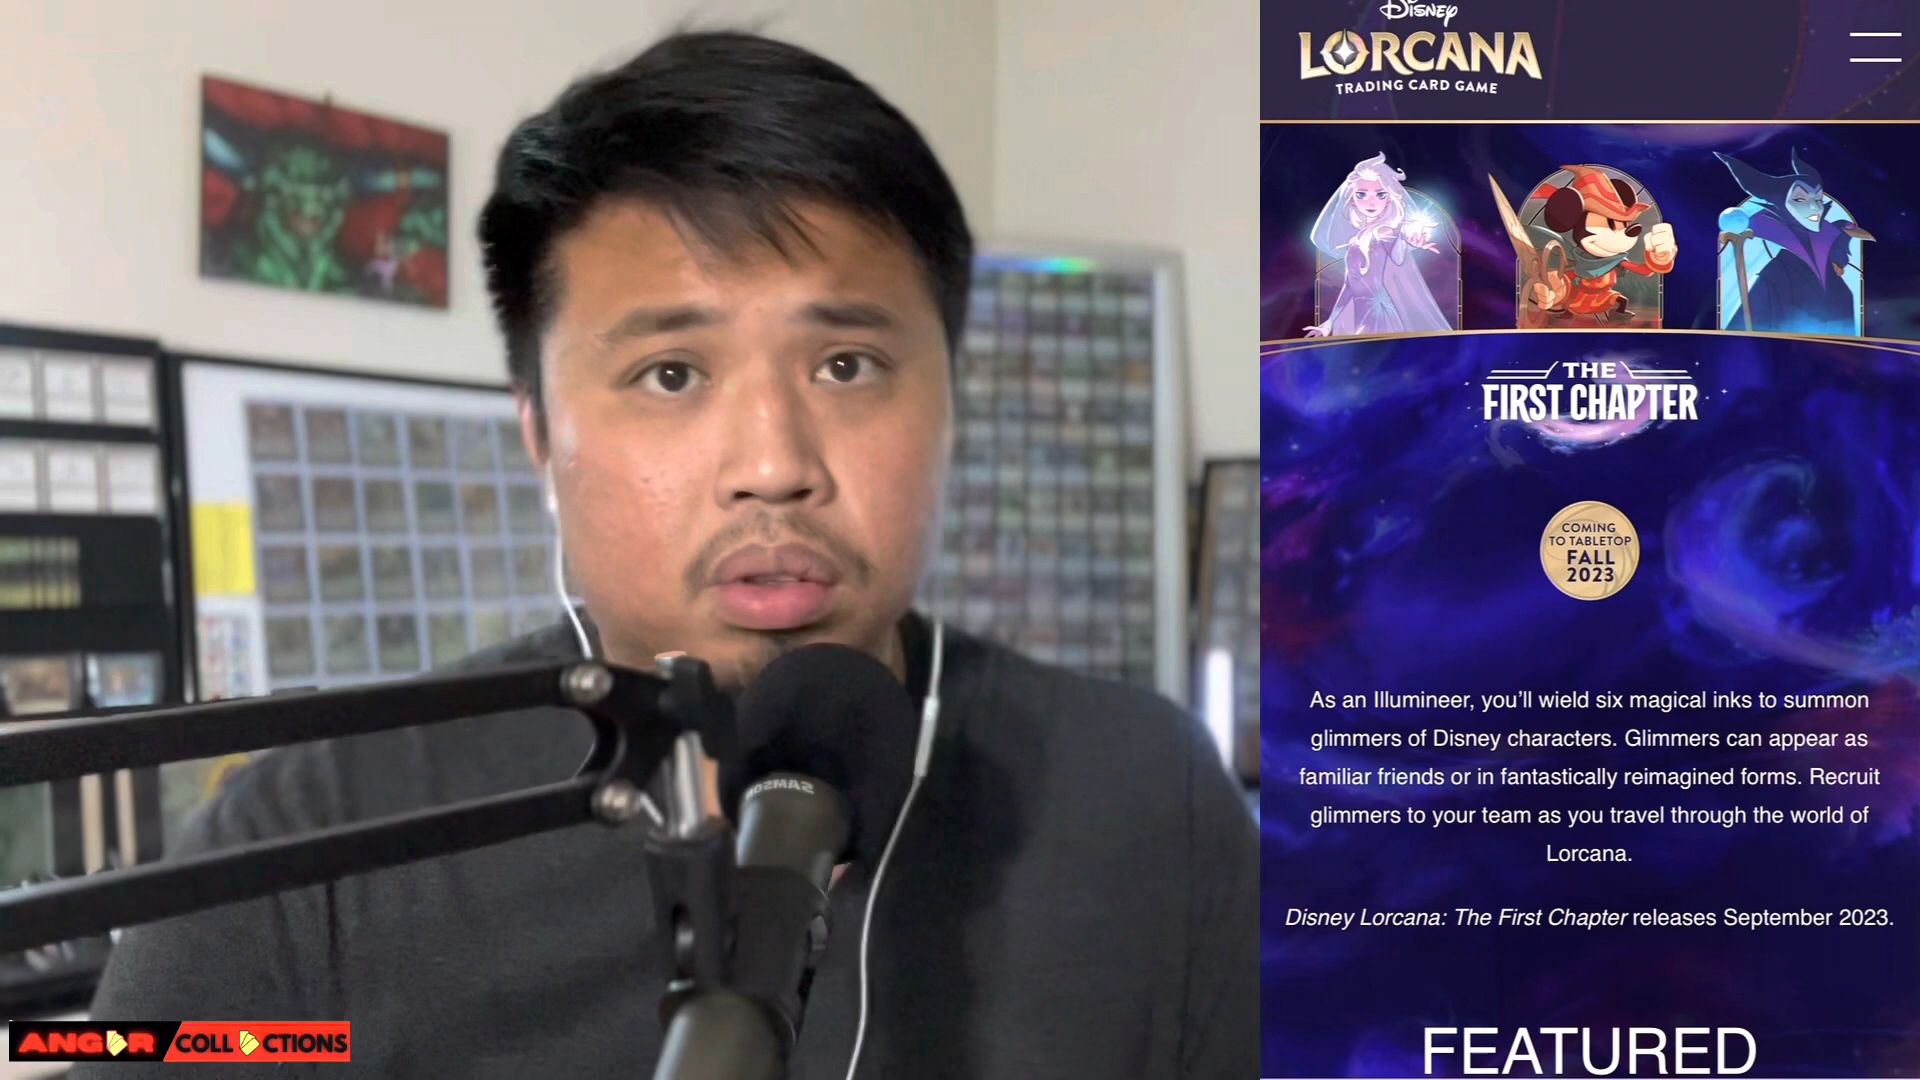 Disney
LORCANA
TRADING CARD GAME
THE
FIRST CHAPTER
COMING
TO TABLETOP
FALL
2023
As an Illumineer, you’ll wield six magical inks to summon
glimmers of Disney characters. Glimmers can appear as
familiar friends or in fantastically reimagined forms. Recruit
glimmers to your team as you travel through the world of
Lorcana.
Disney Lorcana: The First Chapter releases September 2023.
FEATURED
SAMSON
ANGOR COLLECTIONS